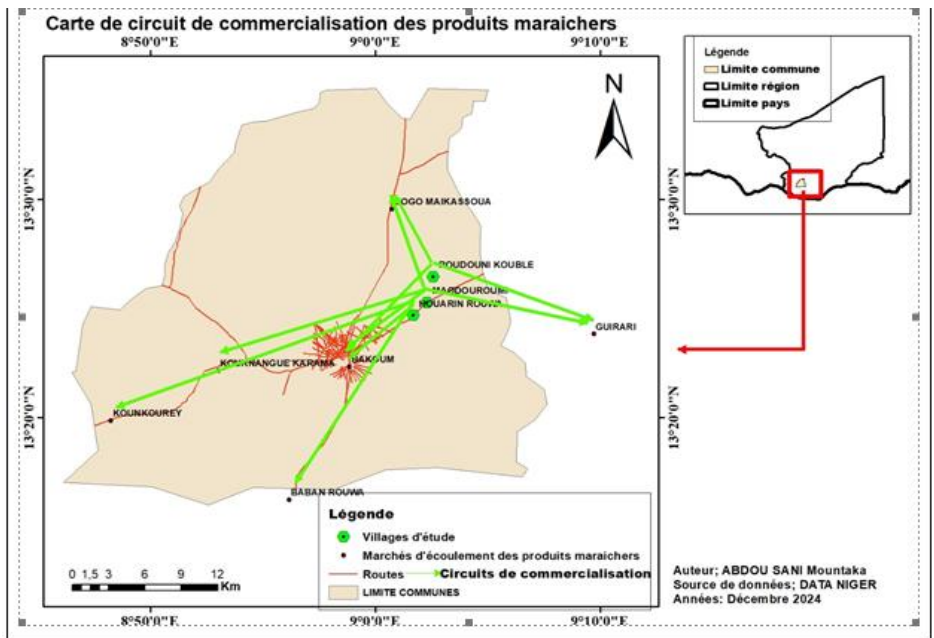 Carte de circuit de commercialisation des produits maraichers
8°50'0"E
9°0'0"E
9°10'0"E
N
13°30'0"N
13°30'0"N
OGO MAIKASSOUA
ROUDOUNI KOUBLE
GUIRARI
KOURNANGUE KARAMA
BAKOUM
KOUNKOUREY
13°20'0"N
13°20'0"N
BABAN ROUWA
Légende
Villages d'étude
Marchés d'écoulement des produits maraichers
Routes
Circuits de commercialisation
LIMITE COMMUNES
0 1,5 3 6 9 12
Km
8°50'0"E
9°0'0"E
9°10'0"E
Légende
Limite commune
Limite région
Limite pays
Auteur; ABDOU SANI Mountaka
Source de données; DATA NIGER
Années: Décembre 2024